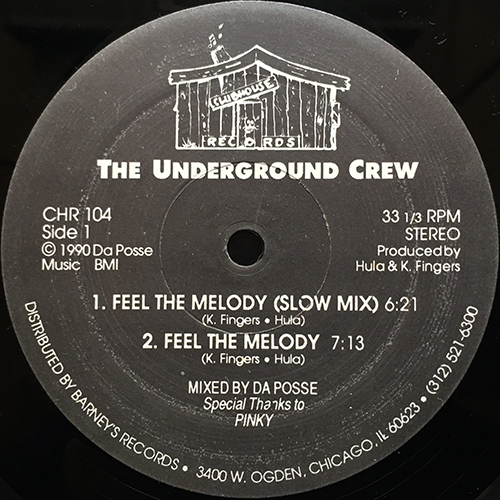 CLUBHOUSE
RECORDS
THE UNDERGROUND CREW
CHR 104
Side 1
© 1990 Da Posse
Music BMI
33 1/3 RPM
STEREO
Produced by
Hula & K. Fingers
1. FEEL THE MELODY (SLOW MIX) 6:21
(K. Fingers • Hula)
2. FEEL THE MELODY 7:13
(K. Fingers • Hula)
MIXED BY DA POSSE
Special Thanks to
PINKY
DISTRIBUTED BY BARNEY'S RECORDS • 3400 W. OGDEN, CHICAGO, IL 60623 • (312) 521-6300